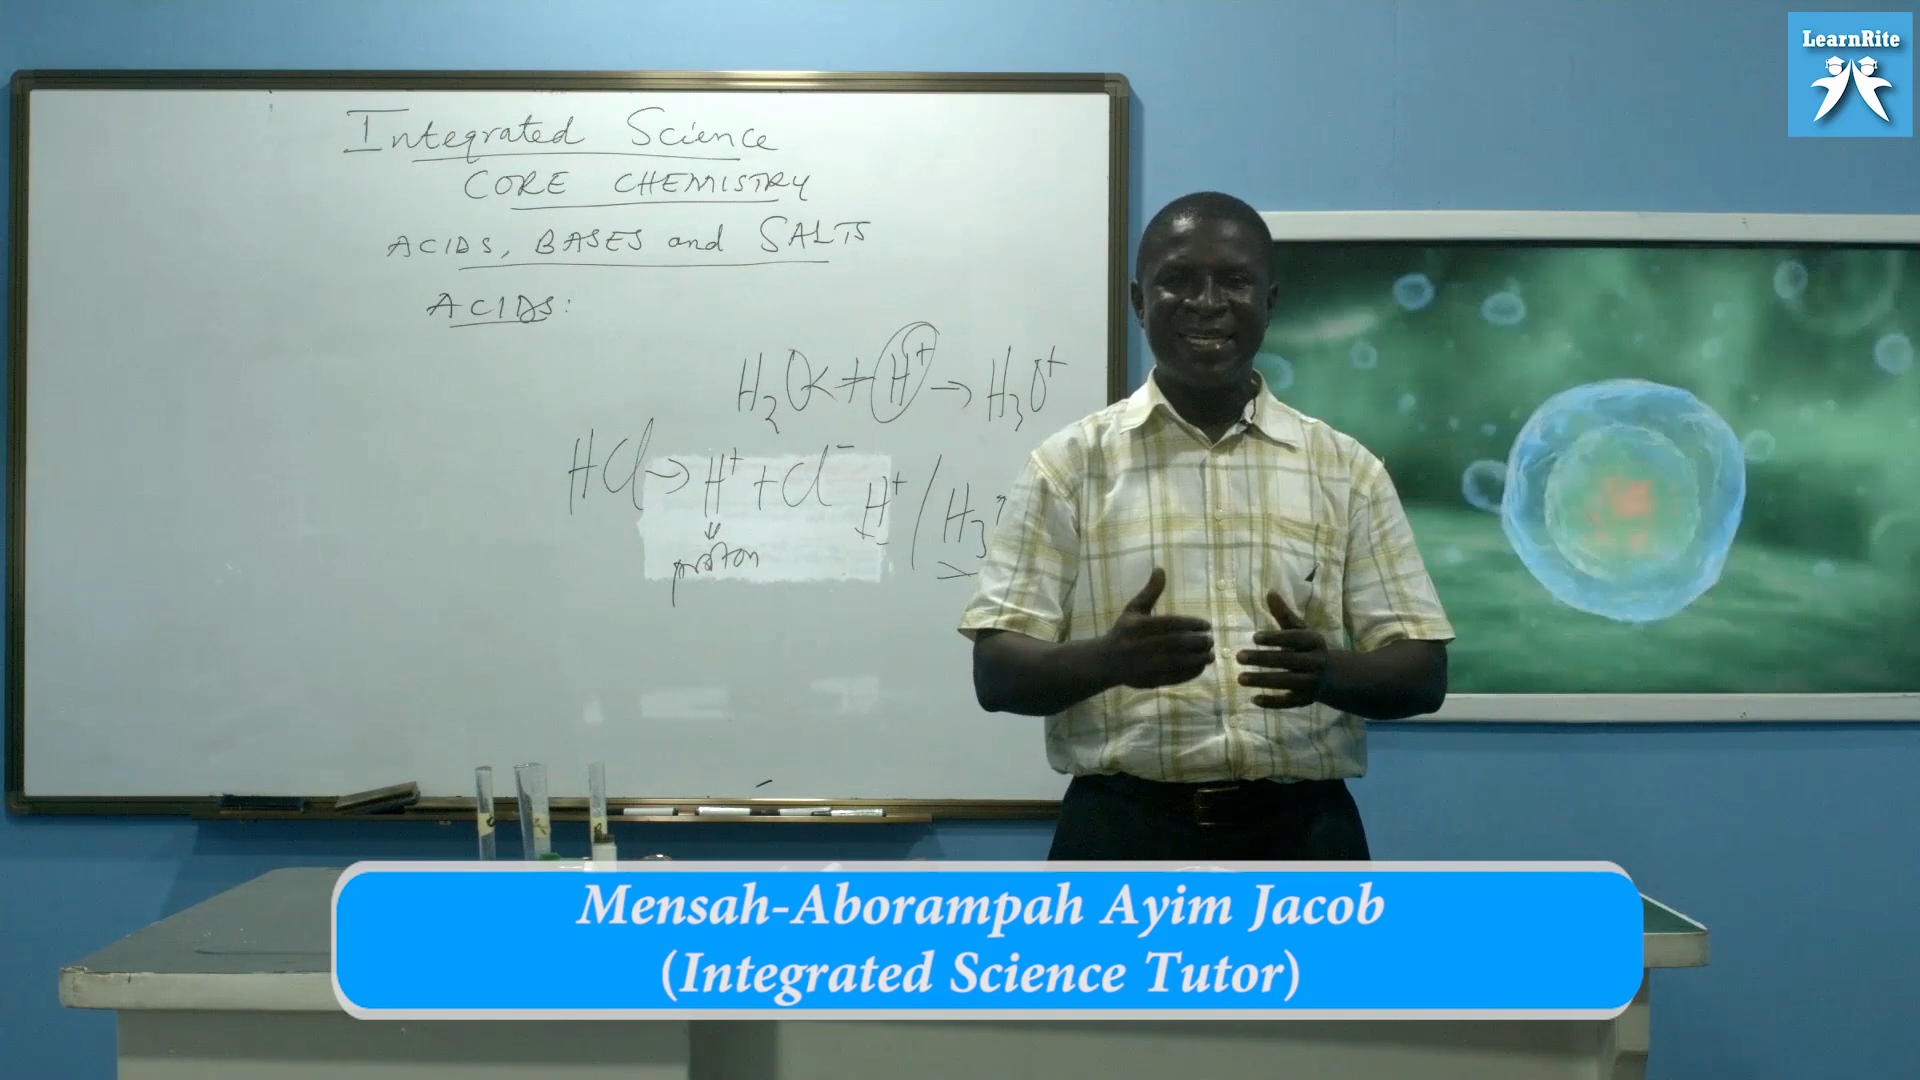 LearnRite
Integrated Science
CORE CHEMISTRY
ACIDS, BASES and SALTS
ACIDS:
H₂O + H⁺ → H₃O⁺
HCl → H⁺ + Cl⁻
H⁺ / H₃
proton
Mensah-Aborampah Ayim Jacob
(Integrated Science Tutor)